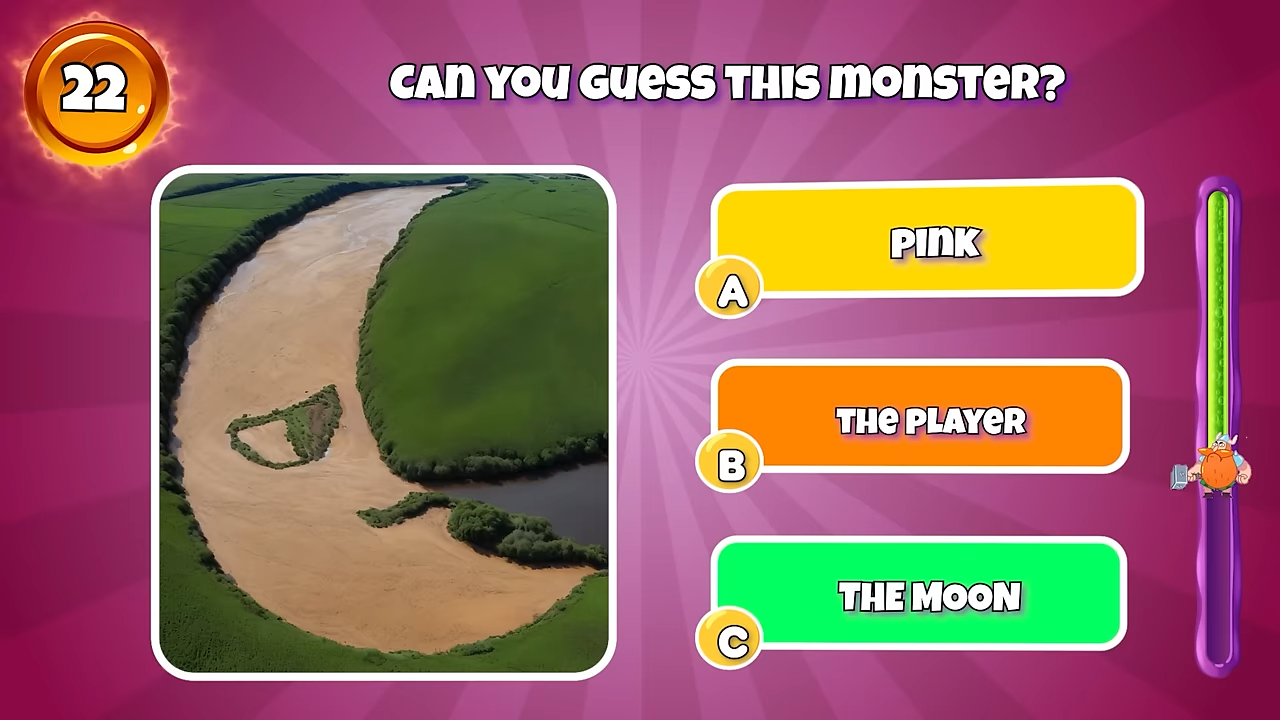 22
CAN YOU GUESS THIS MONSTER?
PINK
A
THE PLAYER
B
THE MOON
C